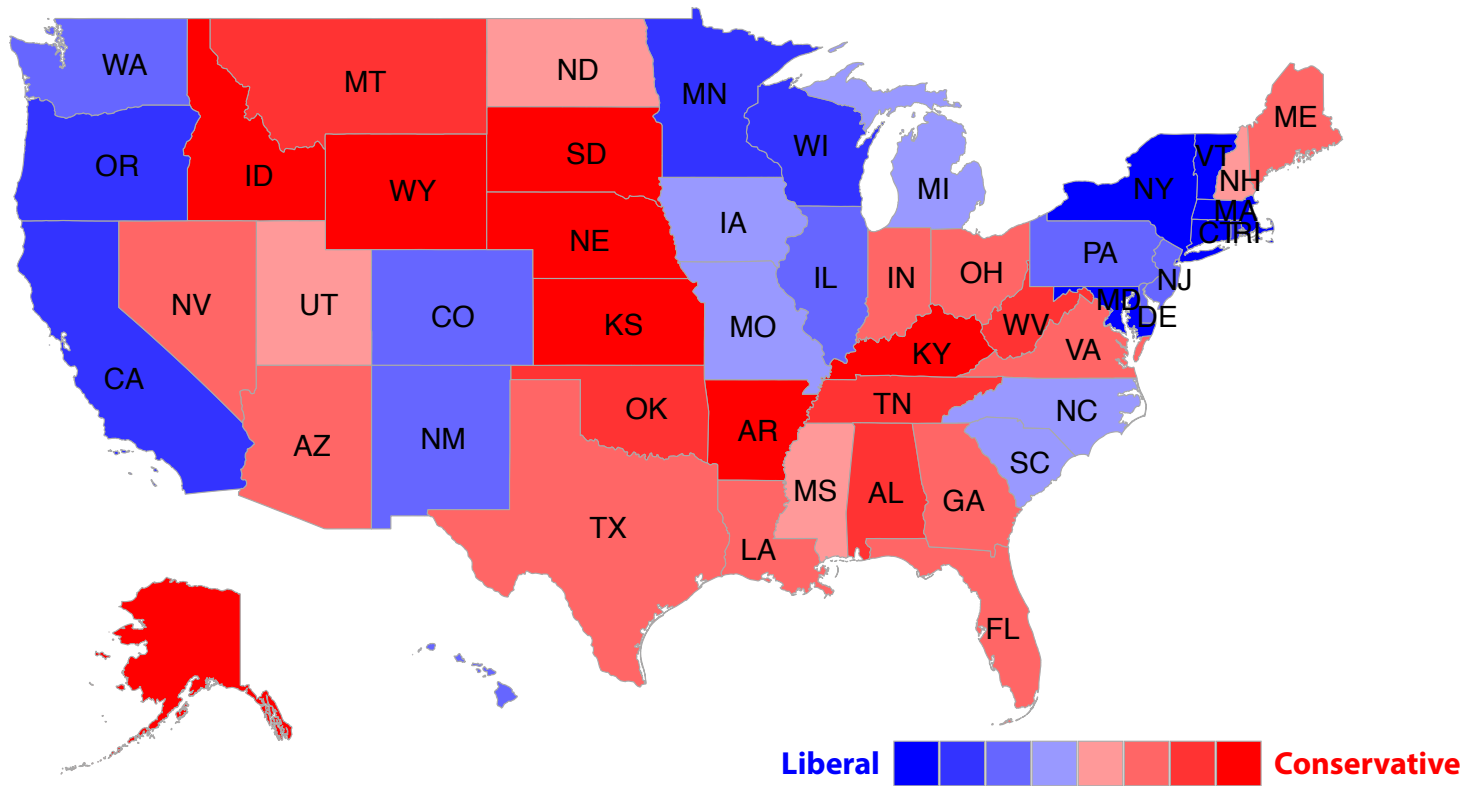 WA
MT
ND
MN
ME
OR
ID
WY
SD
WI
MI
VT
NH
NY
MA
CT
RI
IA
NE
PA
NJ
NV
UT
CO
IL
IN
OH
MD
DE
CA
KS
MO
WV
KY
VA
AZ
NM
OK
AR
TN
NC
SC
TX
LA
MS
AL
GA
FL
Liberal
Conservative